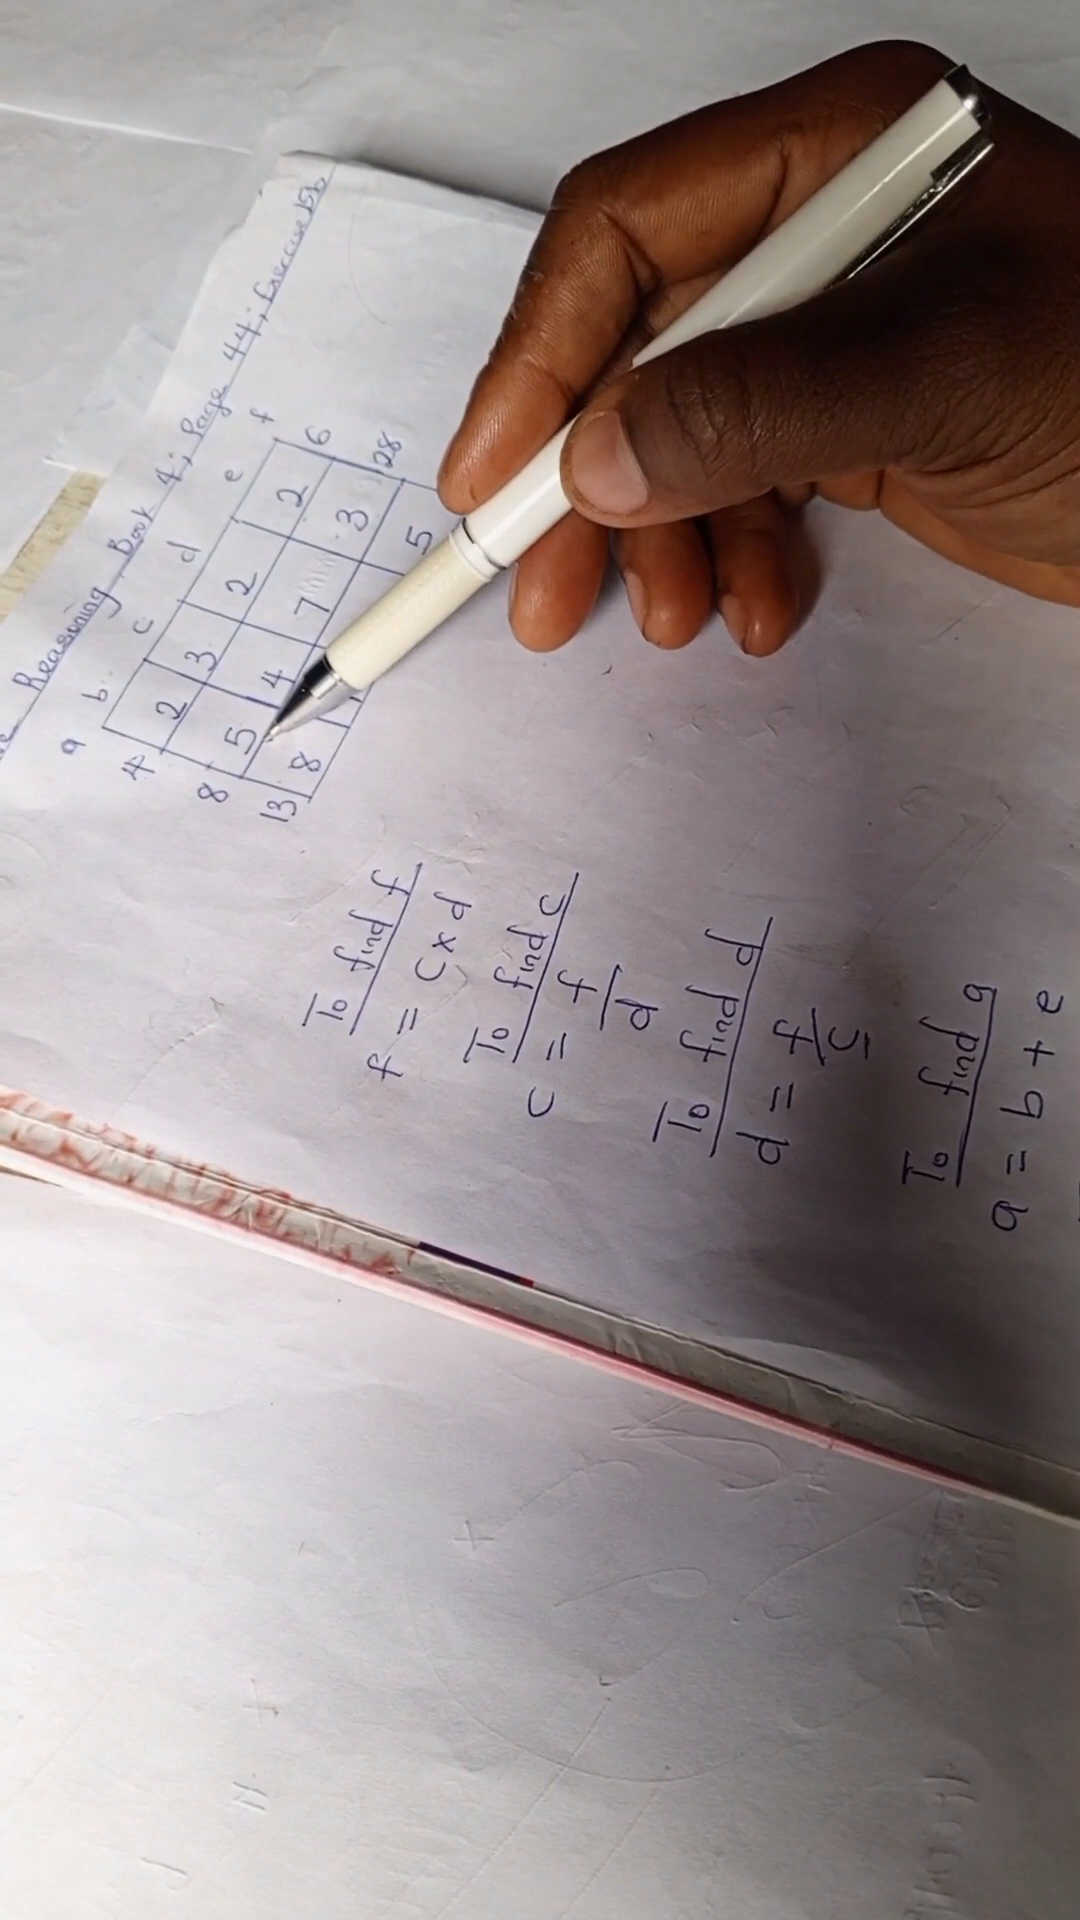 Reasoning Book 4; Page 44; Exercise 15b
a b c d e f
4 2 3 2 2 6
8 5 4 7 3 28
13 8 5
To find f
f = c x d
To find c
c = f/d
To find d
d = f/c
To find a
a = b + e